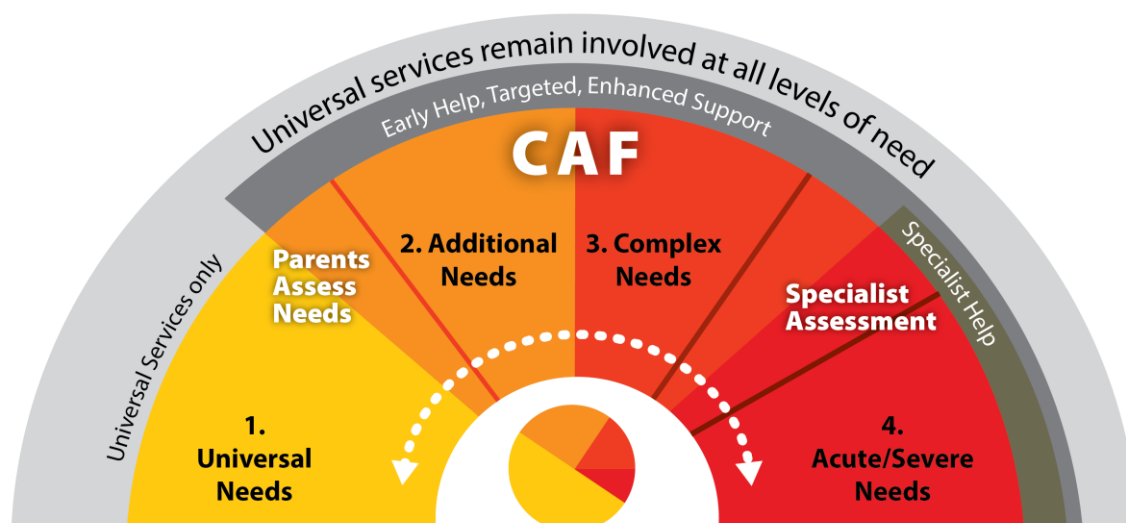 Universal services remain involved at all levels of need
Early Help, Targeted, Enhanced Support
CAF
Universal Services only
Parents
Assess
Needs
2. Additional
Needs
3. Complex
Needs
Specialist
Assessment
Specialist Help
1.
Universal
Needs
4.
Acute/Severe
Needs